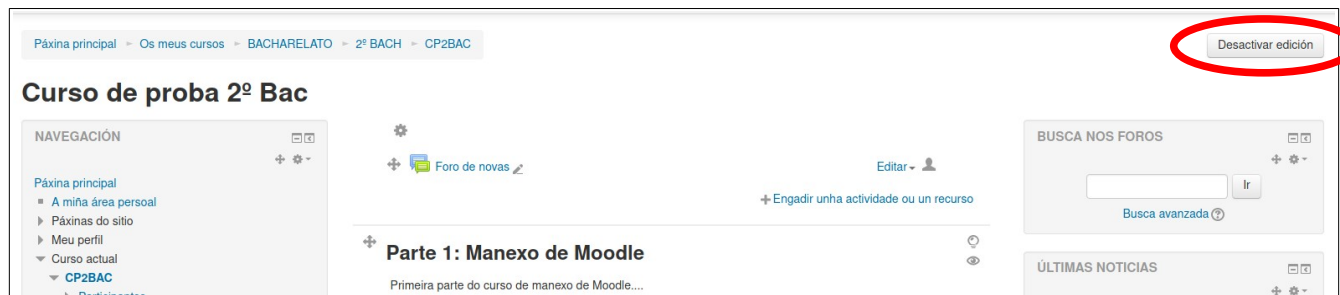 Páxina principal ► Os meus cursos ► BACHARELATO ► 2º BACH ► CP2BAC
Desactivar edición
Curso de proba 2º Bac
NAVEGACIÓN
Páxina principal
A miña área persoal
Páxinas do sitio
Meu perfil
Curso actual
CP2BAC
Participantes
Foro de novas
Editar
Engadir unha actividade ou un recurso
Parte 1: Manexo de Moodle
Primeira parte do curso de manexo de Moodle....
BUSCA NOS FOROS
Ir
Busca avanzada
ÚLTIMAS NOTICIAS